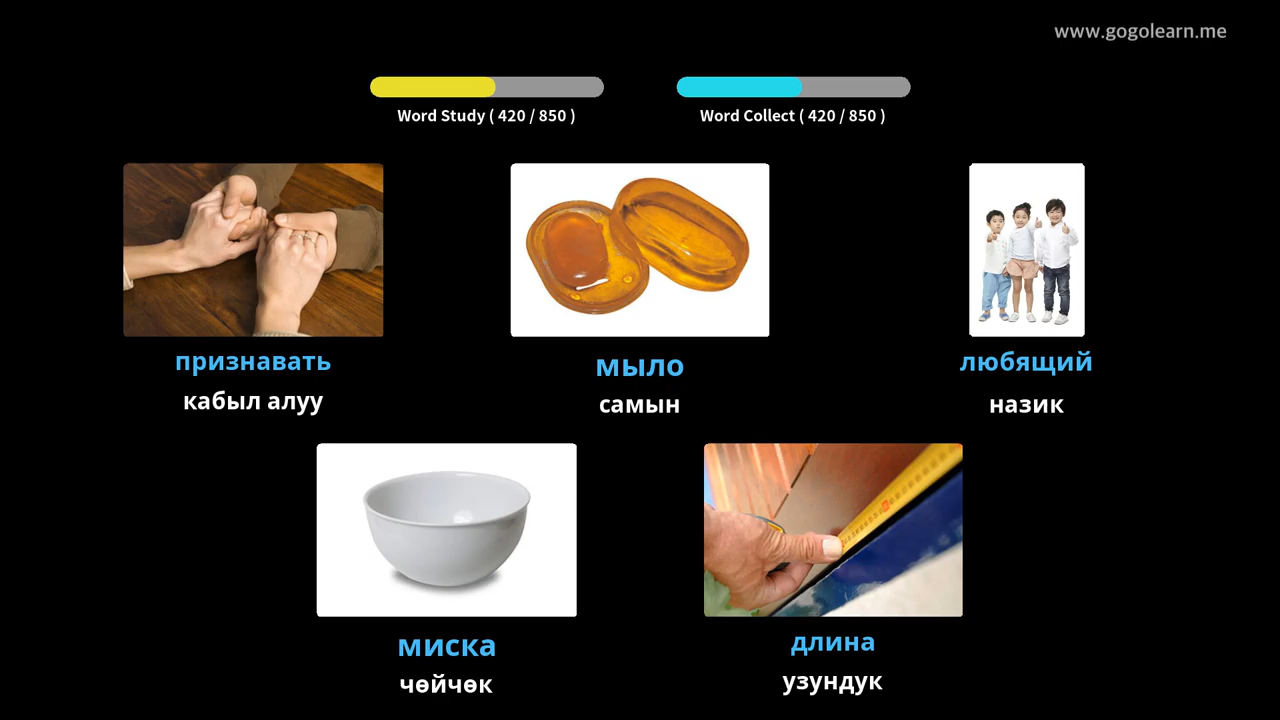 www.gogolearn.me
Word Study ( 420 / 850 )
Word Collect ( 420 / 850 )
признавать
кабыл алуу
мыло
самын
любящий
назик
миска
чөйчөк
длина
узундук